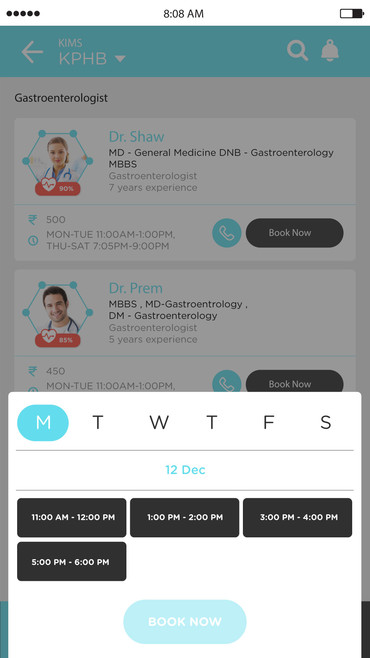 8:08 AM
KIMS
KPHB
Gastroenterologist
Dr. Shaw
MD - General Medicine DNB - Gastroenterology
MBBS
Gastroenterologist
7 years experience
90%
₹ 500
MON-TUE 11:00AM-1:00PM,
THU-SAT 7:05PM-9:00PM
Book Now
Dr. Prem
MBBS , MD-Gastroentrology ,
DM - Gastroenterology
Gastroenterologist
5 years experience
85%
₹ 450
MON-TUE 11:00AM-1:00PM,
Book Now
M T W T F S
12 Dec
11:00 AM - 12:00 PM 1:00 PM - 2:00 PM 3:00 PM - 4:00 PM
5:00 PM - 6:00 PM
BOOK NOW